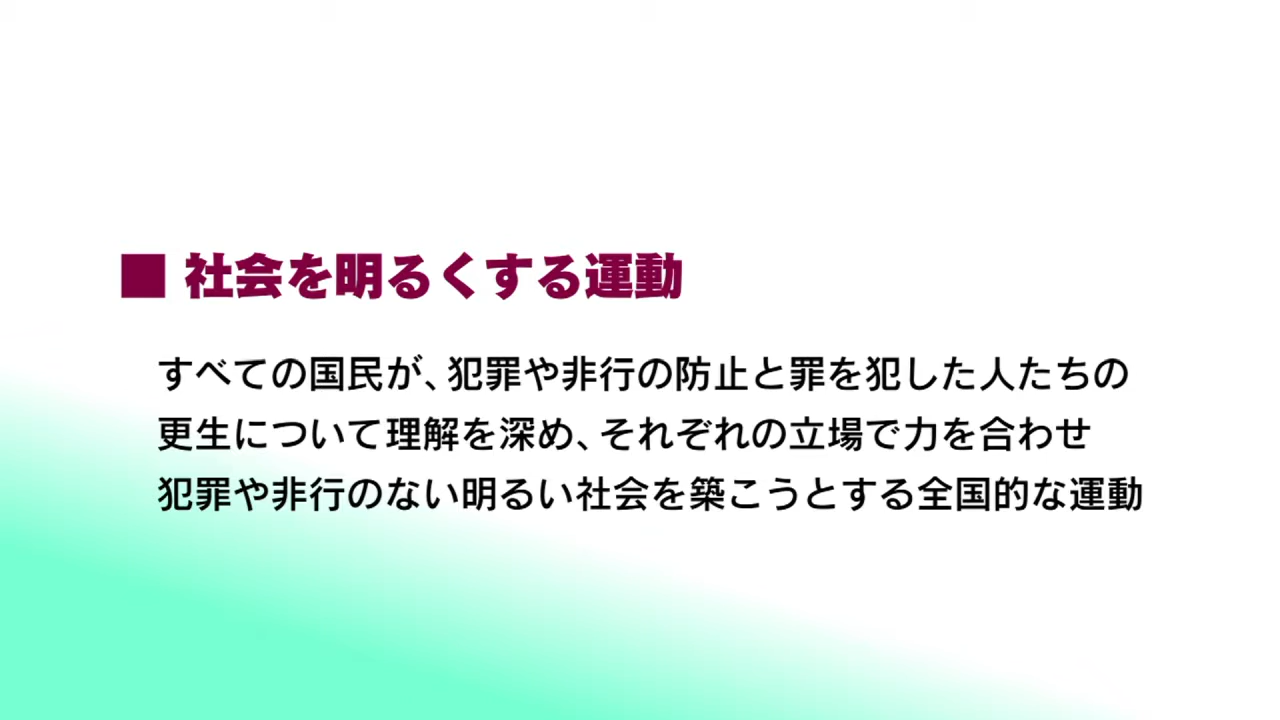 ■ 社会を明るくする運動
すべての国民が、犯罪や非行の防止と罪を犯した人たちの
更生について理解を深め、それぞれの立場で力を合わせ
犯罪や非行のない明るい社会を築こうとする全国的な運動